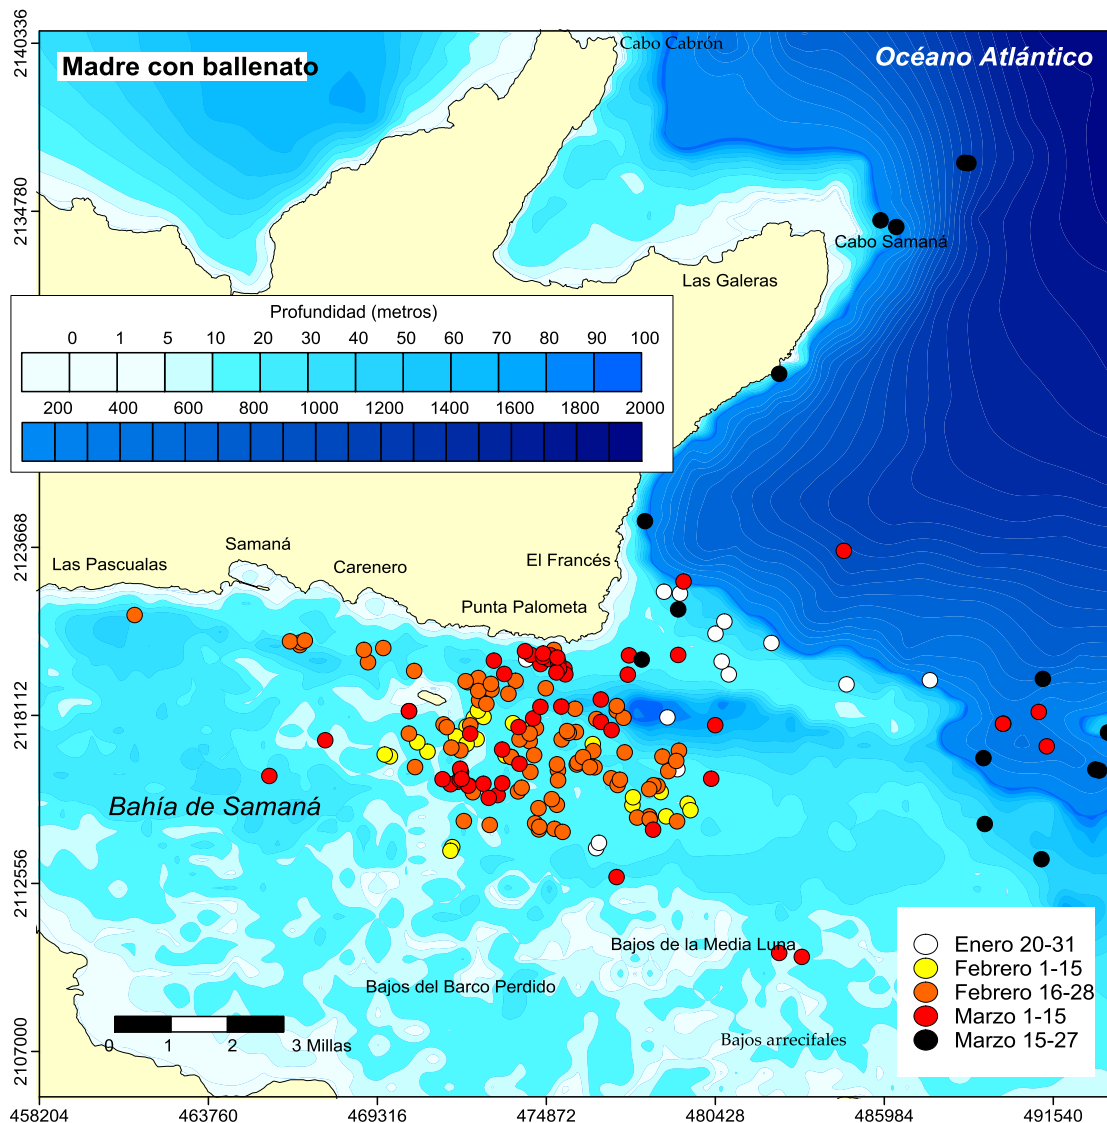 Cabo Cabrón
Madre con ballenato
Océano Atlántico
Cabo Samaná
Las Galeras
Profundidad (metros)
0 1 5 10 20 30 40 50 60 70 80 90 100
200 400 600 1000 1200 1400 1600 1800 2000
Samaná
Las Pascualas
Carenero
El Francés
Punta Palometa
Bahía de Samaná
Bajos de la Media Luna
Bajos del Barco Perdido
Bajos arrecifales
0 1 2 3 Millas
Enero 20-31
Febrero 1-15
Febrero 16-28
Marzo 1-15
Marzo 15-27
2140336
2134780
2123668
2118112
2112556
2107000
458204 463760 469316 474872 480428 485984 491540